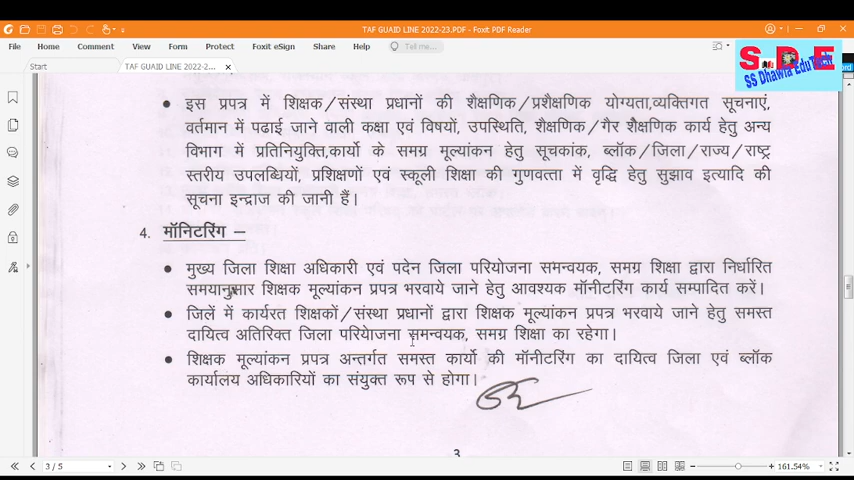 TAF GUAID LINE 2022-23.PDF - Foxit PDF Reader
File Home Comment View Form Protect Foxit eSign Share Help Tell me...
Start TAF GUAID LINE 2022-2...
S D E
SS Dhawla EduTech
इस प्रपत्र में शिक्षक/संस्था प्रधानों की शैक्षणिक/प्रशैक्षणिक योग्यता,व्यक्तिगत सूचनाएं,
वर्तमान में पढाई जाने वाली कक्षा एवं विषयों, उपस्थिति, शैक्षणिक/गैर शैक्षणिक कार्य हेतु अन्य
विभाग में प्रतिनियुक्ति,कार्यो के समग्र मूल्यांकन हेतु सूचकांक, ब्लॉक/जिला/राज्य/राष्ट्र
स्तरीय उपलब्धियों, प्रशिक्षणों एवं स्कूली शिक्षा की गुणवत्ता में वृद्धि हेतु सुझाव इत्यादि की
सूचना इन्द्राज की जानी हैं।
4. मॉनिटरिंग –
मुख्य जिला शिक्षा अधिकारी एवं पदेन जिला परियोजना समन्वयक, समग्र शिक्षा द्वारा निर्धारित
समयानुसार शिक्षक मूल्यांकन प्रपत्र भरवाये जाने हेतु आवश्यक मॉनीटरिंग कार्य सम्पादित करें।
जिलें में कार्यरत शिक्षकों/संस्था प्रधानों द्वारा शिक्षक मूल्यांकन प्रपत्र भरवाये जाने हेतु समस्त
दायित्व अतिरिक्त जिला परियोजना समन्वयक, समग्र शिक्षा का रहेगा।
शिक्षक मूल्यांकन प्रपत्र अन्तर्गत समस्त कार्यो की मॉनीटरिंग का दायित्व जिला एवं ब्लॉक
कार्यालय अधिकारियों का संयुक्त रूप से होगा।
3
3 / 5 161.54%